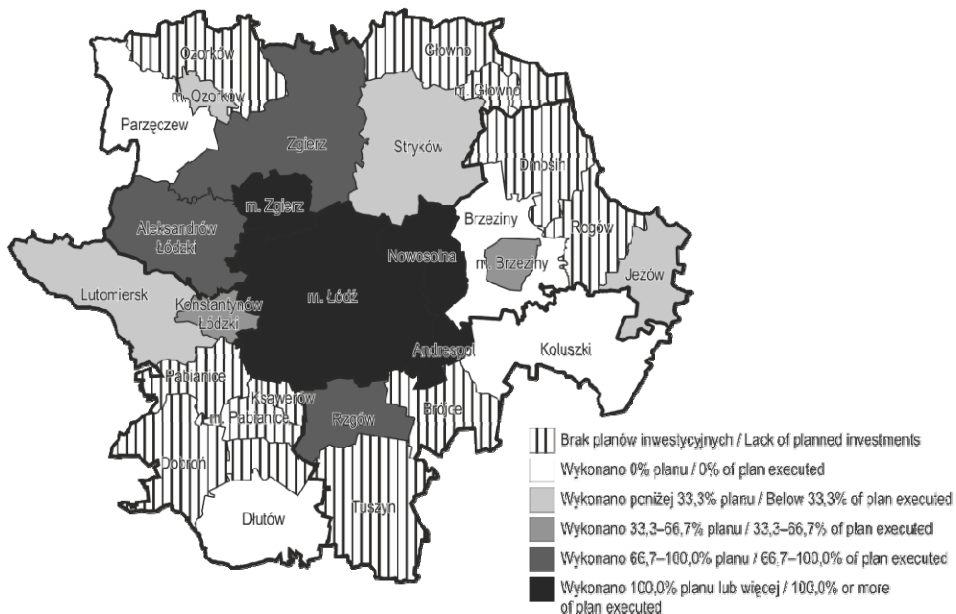 Ozorków
Głowno
m. Ozorków
m. Głowno
Parzęczew
Zgierz
Stryków
Dmosin
m. Zgierz
Brzeziny
Rogów
Aleksandrów
Łódzki
Nowosolna
m. Brzeziny
Jeżów
Lutomiersk
m. Łódź
Konstantynów
Łódzki
Andrespol
Koluszki
Pabianice
Ksawerów
m. Pabianice
Rzgów
Brójce
Dobroń
Tuszyn
Dłutów
Brak planów inwestycyjnych / Lack of planned investments
Wykonano 0% planu / 0% of plan executed
Wykonano poniżej 33,3% planu / Below 33,3% of plan executed
Wykonano 33,3–66,7% planu / 33,3–66,7% of plan executed
Wykonano 66,7–100,0% planu / 66,7–100,0% of plan executed
Wykonano 100,0% planu lub więcej / 100,0% or more
of plan executed